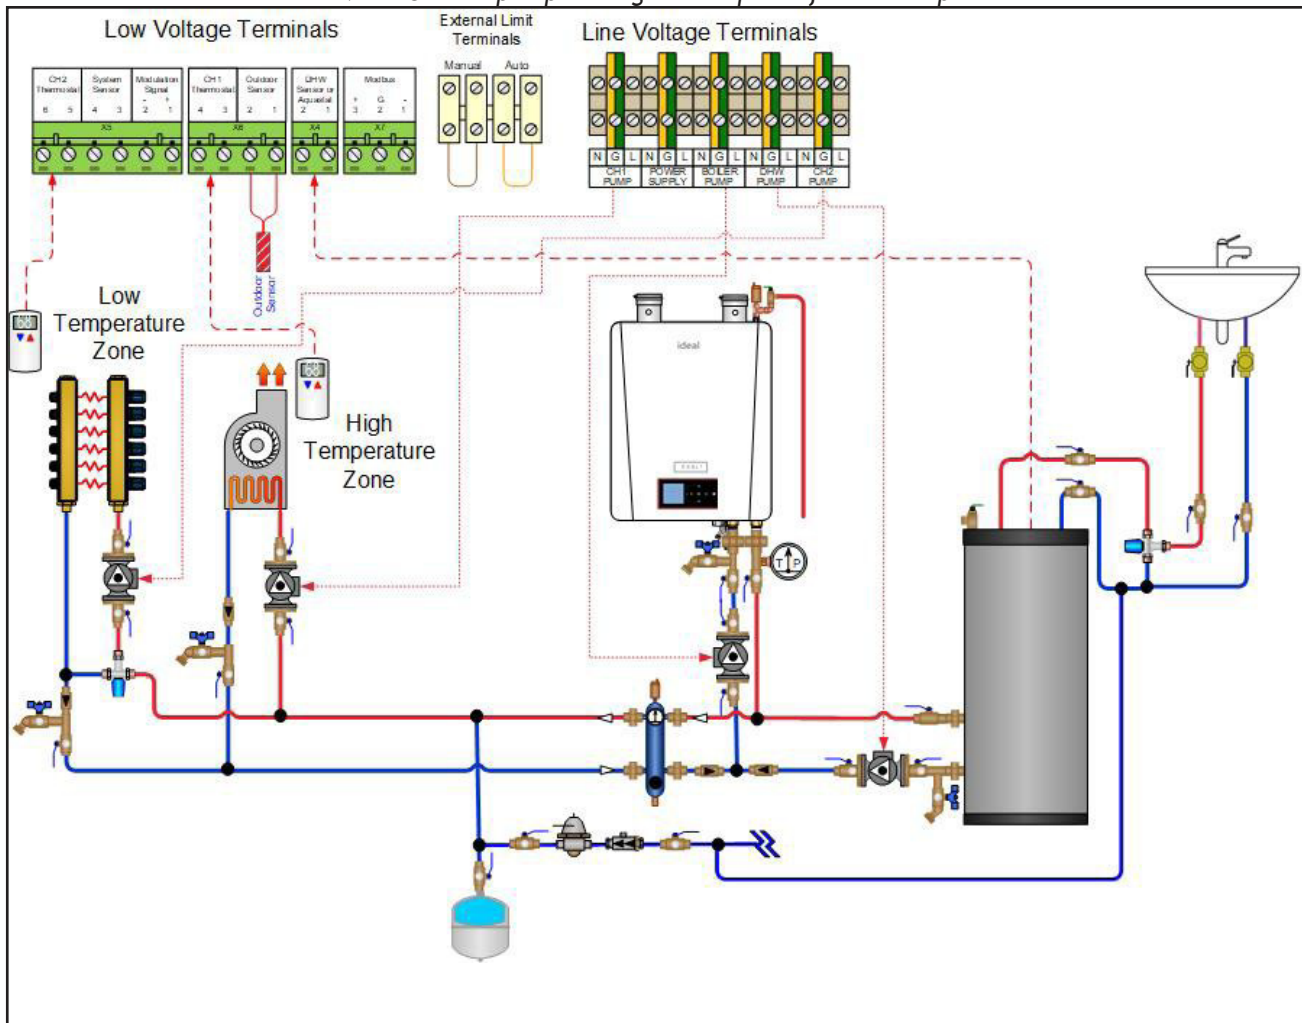 Low Voltage Terminals
External Limit
Terminals
Line Voltage Terminals
Manual Auto
CH2
Thermostat
6 5
System
Sensor
4 3
Modulation
Signal
- +
2 1
X5
CH1
Thermostat
4 3
Outdoor
Sensor
2 1
X6
DHW
Sensor or
Aquastat
2 1
X4
Modbus
+ G -
3 2 1
X7
N G L N G L N G L N G L N G L
CH1
PUMP
POWER
SUPPLY
BOILER
PUMP
DHW
PUMP
CH2
PUMP
Outdoor
Sensor
Low
Temperature
Zone
68
68
High
Temperature
Zone
ideal
T P